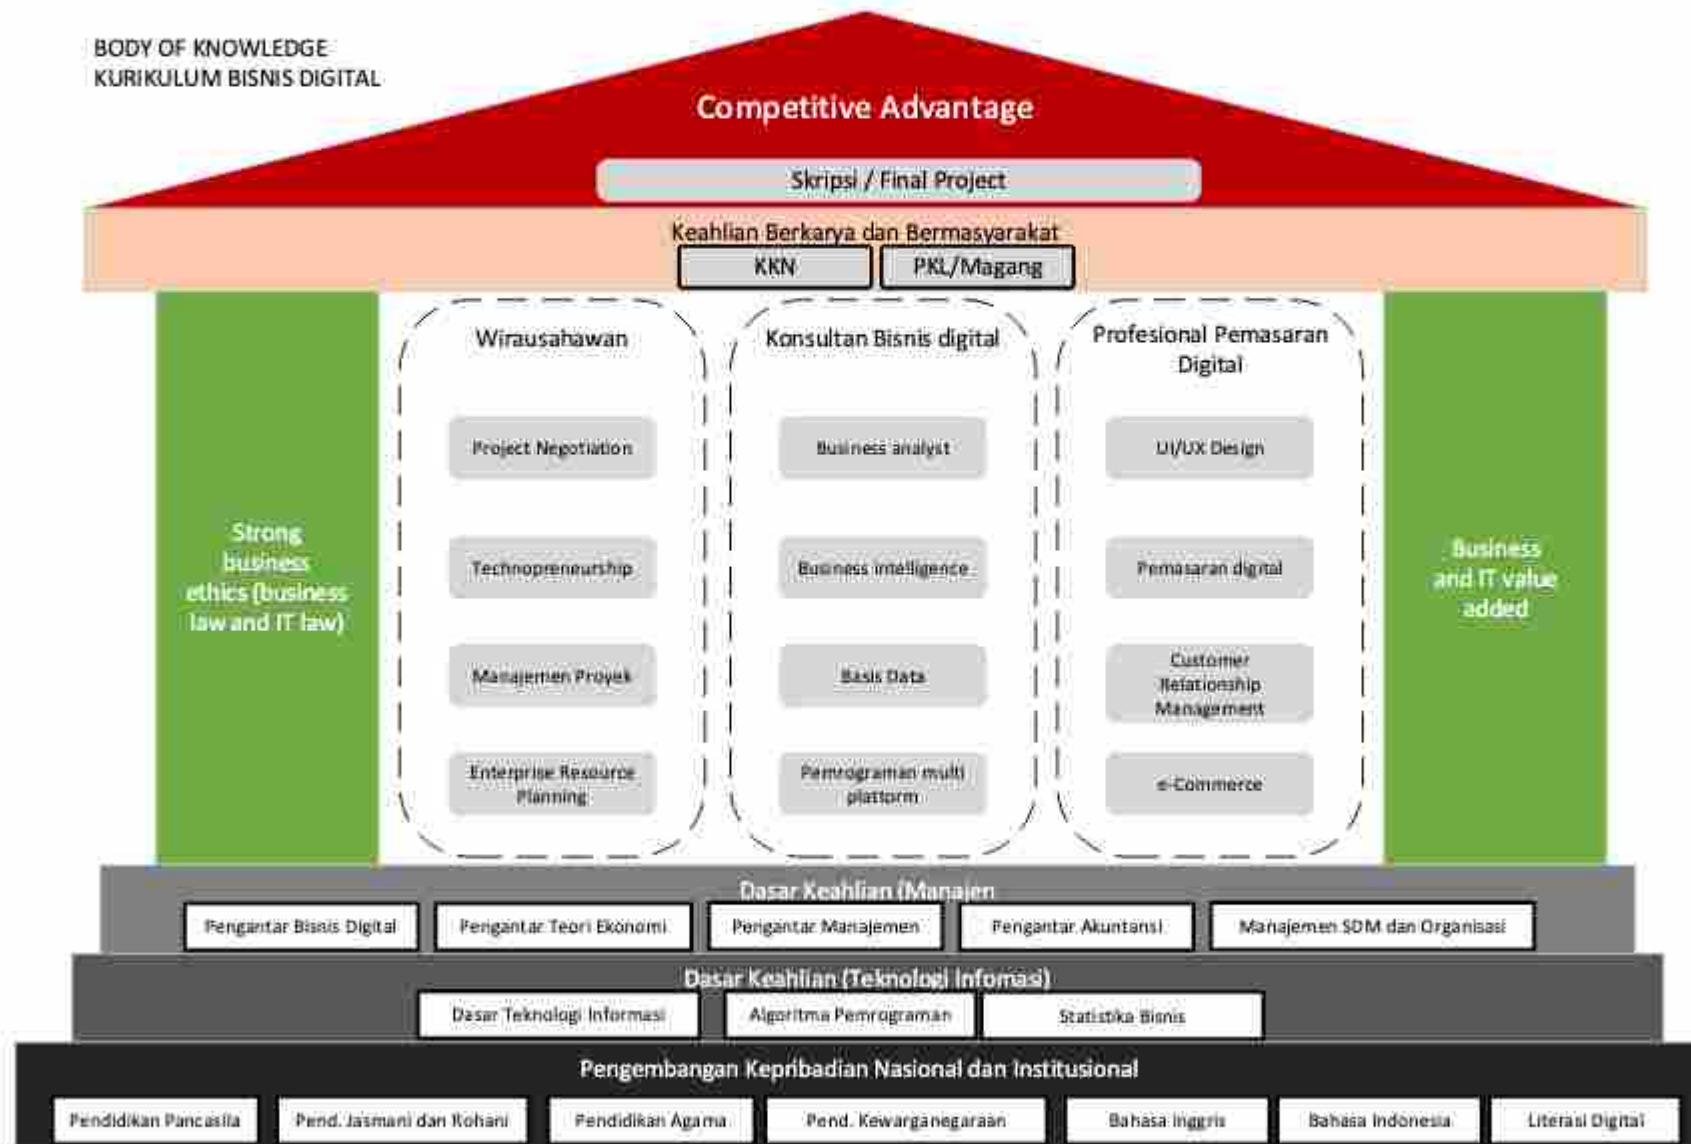 BODY OF KNOWLEDGE
KURIKULUM BISNIS DIGITAL
Competitive Advantage
Skripsi / Final Project
Keahlian Berkarya dan Bermasyarakat
KKN
PKL/Magang
Strong
business
ethics (business
law and IT law)
Wirausahawan
Project Negotiation
Technopreneurship
Manajemen Proyek
Enterprise Resource
Planning
Konsultan Bisnis digital
Business analyst
Business intelligence
Basis Data
Pemrograman multi
plattorm
Profesional Pemasaran
Digital
UI/UX Design
Pemasaran digital
Customer
Relationship
Management
e-Commerce
Business
and IT value
added
Dasar Keahlian (Manajen
Pengantar Bisnis Digital
Pengantar Teori Ekonomi
Pengantar Manajemen
Pengantar Akuntansi
Manajemen SDM dan Organisasi
Dasar Keahlian (Teknologi Infomasi)
Dasar Teknologi Informasi
Algoritma Pemrograman
Statistika Bisnis
Pengembangan Kepribadian Nasional dan Institusional
Pendidikan Pancasila
Pend. Jasmani dan Rohani
Pendidikan Agama
Pend. Kewarganegaraan
Bahasa Inggris
Bahasa Indonesia
Literasi Digital